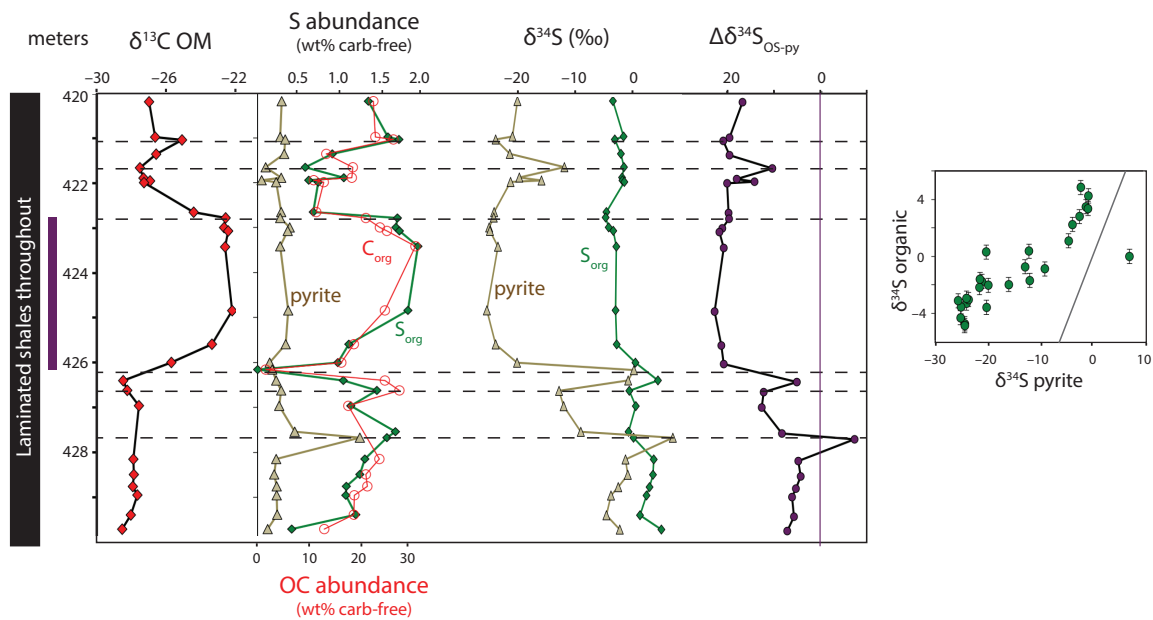 meters
δ¹³C OM
S abundance
(wt% carb-free)
δ³⁴S (‰)
Δδ³⁴S_OS-py
−30 −26 −22
0.5 1.0 1.5 2.0
−20 −10 0
20 0
420
422
424
426
428
Laminated shales throughout
pyrite
C_org
S_org
pyrite
S_org
0 10 20 30
OC abundance
(wt% carb-free)
δ³⁴S organic
4
0
−4
−30 −20 −10 0 10
δ³⁴S pyrite